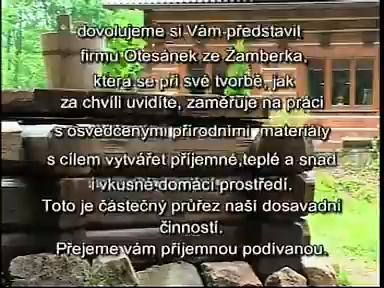 dovolujeme si Vám představit
firmu Otesánek ze Žamberka,
která se při své tvorbě, jak
za chvíli uvidíte, zaměřuje na práci
s osvědčenými přírodními materiály
s cílem vytvářet příjemné,teplé a snad
i vkusné domácí prostředí.
Toto je částečný průřez naší dosavadní
činností.
Přejeme vám příjemnou podívanou.